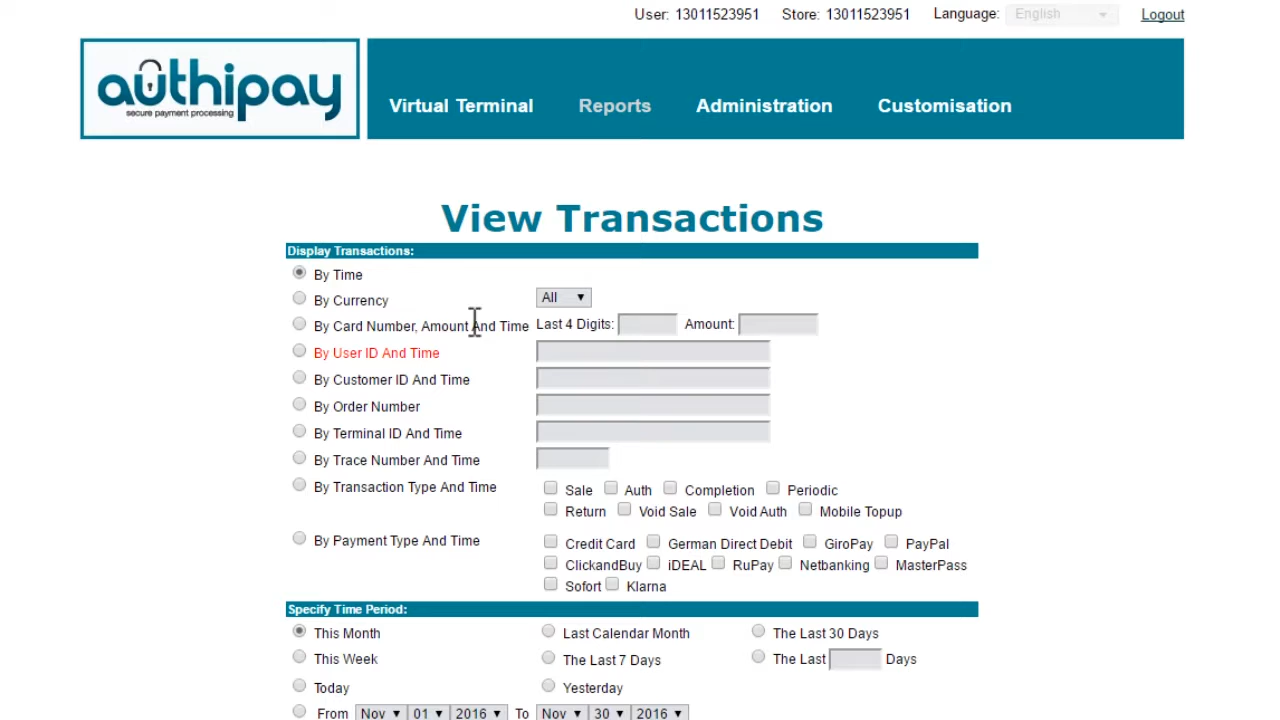 User: 13011523951 Store: 13011523951 Language: English Logout
authipay
secure payment processing
Virtual Terminal Reports Administration Customisation
View Transactions
Display Transactions:
By Time
By Currency All
By Card Number, Amount And Time Last 4 Digits: Amount:
By User ID And Time
By Customer ID And Time
By Order Number
By Terminal ID And Time
By Trace Number And Time
By Transaction Type And Time Sale Auth Completion Periodic
Return Void Sale Void Auth Mobile Topup
By Payment Type And Time Credit Card German Direct Debit GiroPay PayPal
ClickandBuy iDEAL RuPay Netbanking MasterPass
Sofort Klarna
Specify Time Period:
This Month Last Calendar Month The Last 30 Days
This Week The Last 7 Days The Last Days
Today Yesterday
From Nov 01 2016 To Nov 30 2016